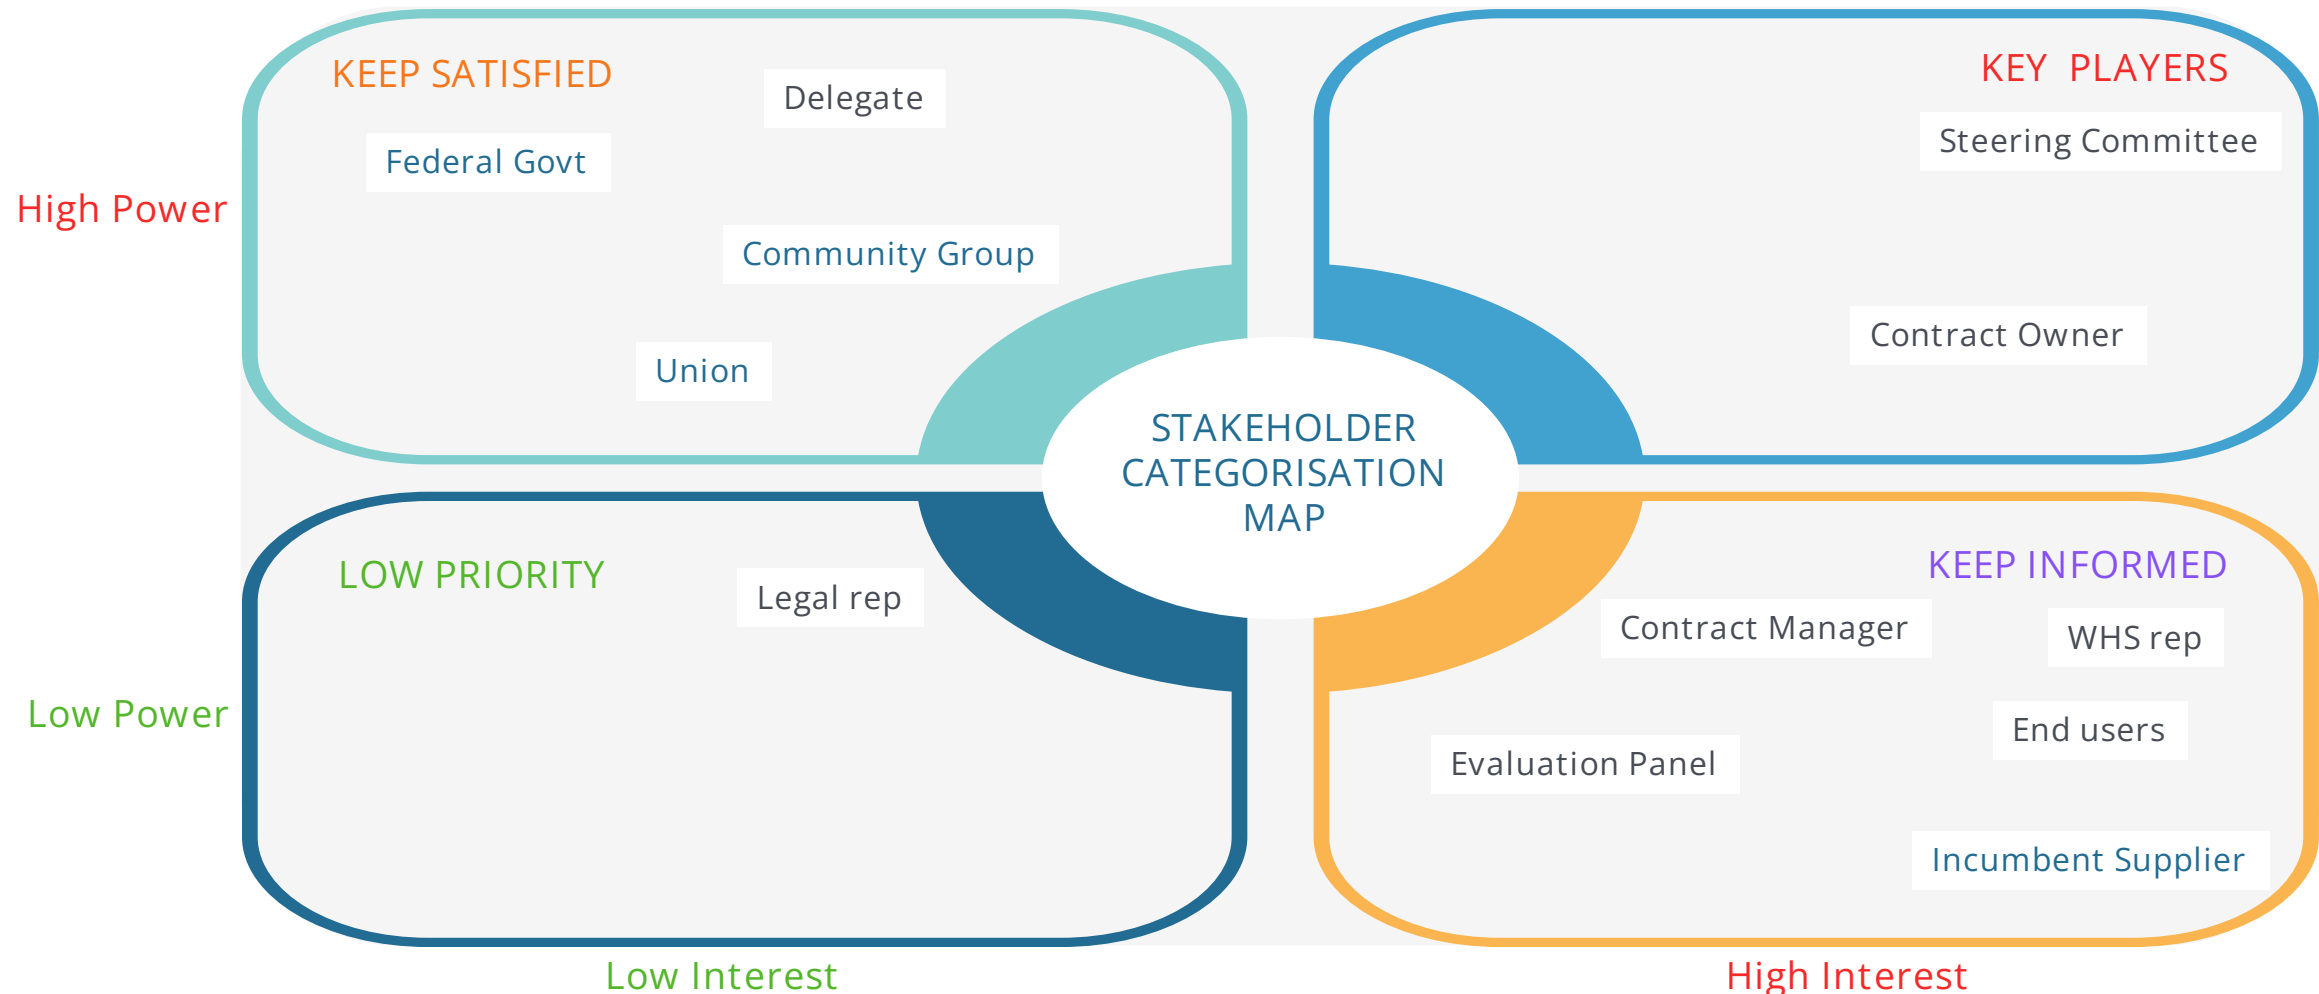 KEEP SATISFIED
Delegate
Federal Govt
Community Group
Union
High Power
KEY PLAYERS
Steering Committee
Contract Owner
STAKEHOLDER
CATEGORISATION
MAP
LOW PRIORITY
Legal rep
Low Power
KEEP INFORMED
Contract Manager
WHS rep
End users
Evaluation Panel
Incumbent Supplier
Low Interest
High Interest